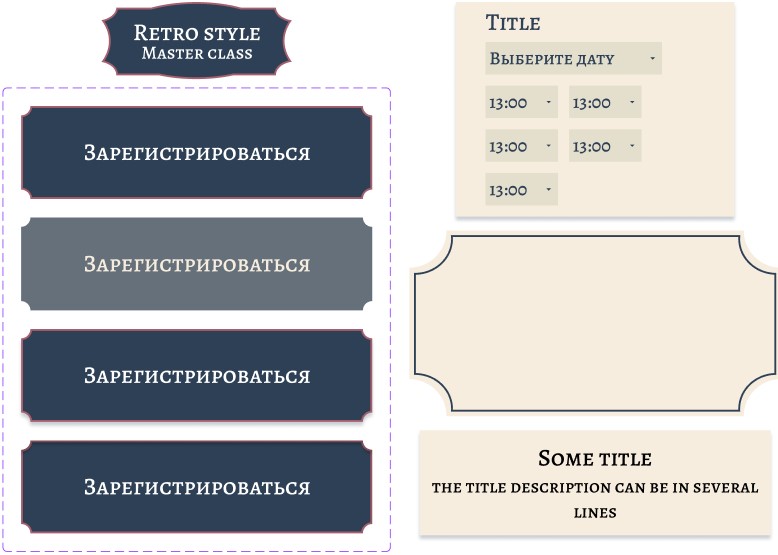 Retro style
Master class
Зарегистрироваться
Зарегистрироваться
Зарегистрироваться
Зарегистрироваться
Title
Выберите дату
13:00 13:00
13:00 13:00
13:00
Some title
the title description can be in several
lines